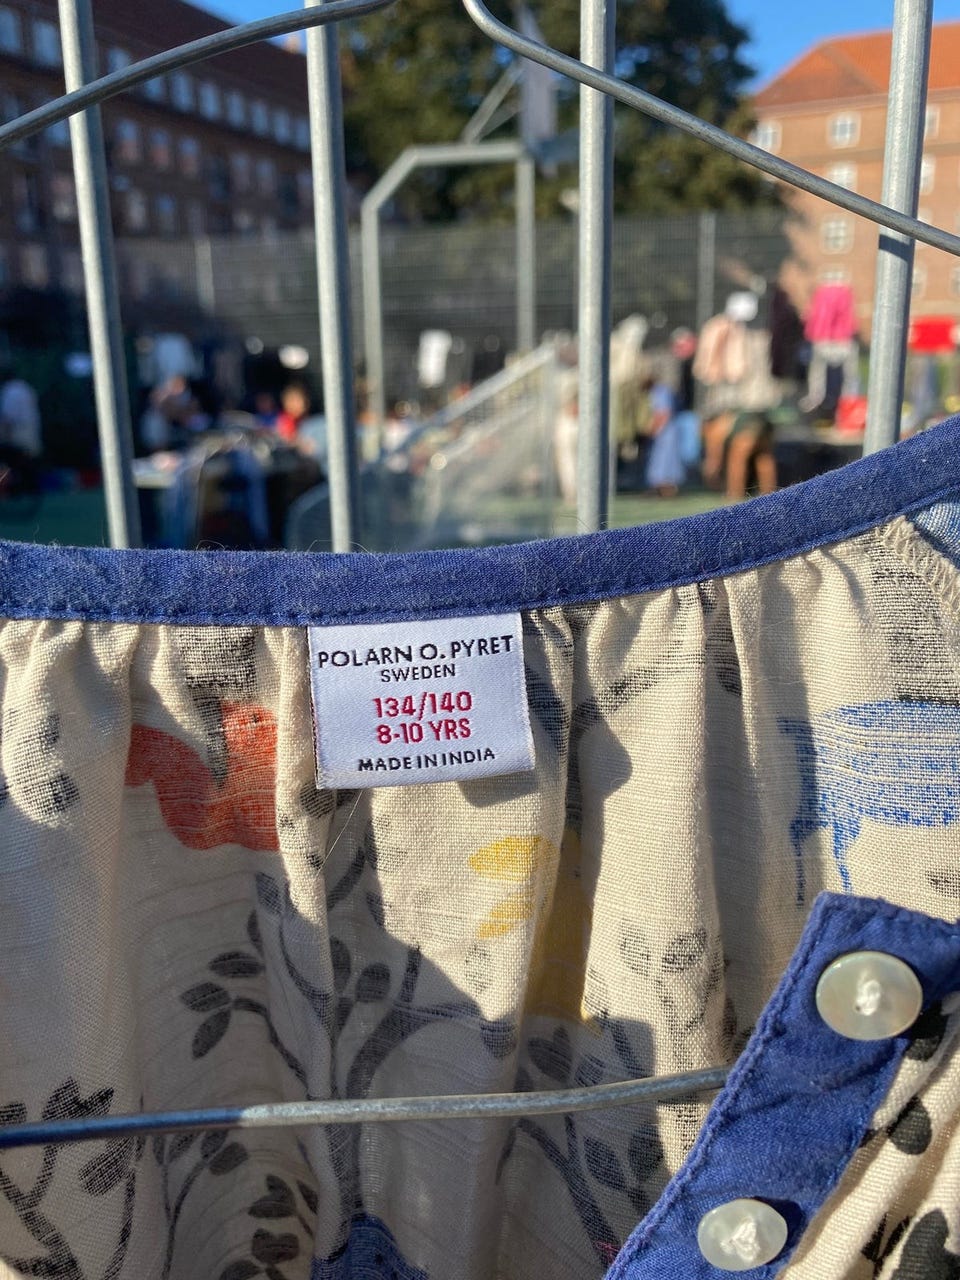 POLARN O. PYRET
SWEDEN
134/140
8-10 YRS
MADE IN INDIA